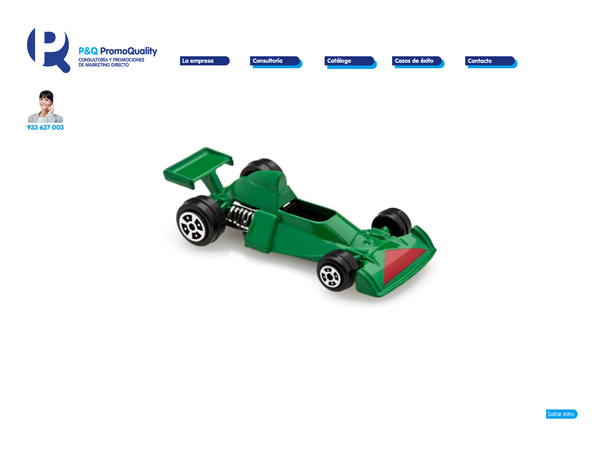 P&Q PromoQuality
CONSULTORÍA Y PROMOCIONES
DE MARKETING DIRECTO
La empresa
Consultoría
Catálogo
Casos de éxito
Contacto
933 637 003
Saltar intro